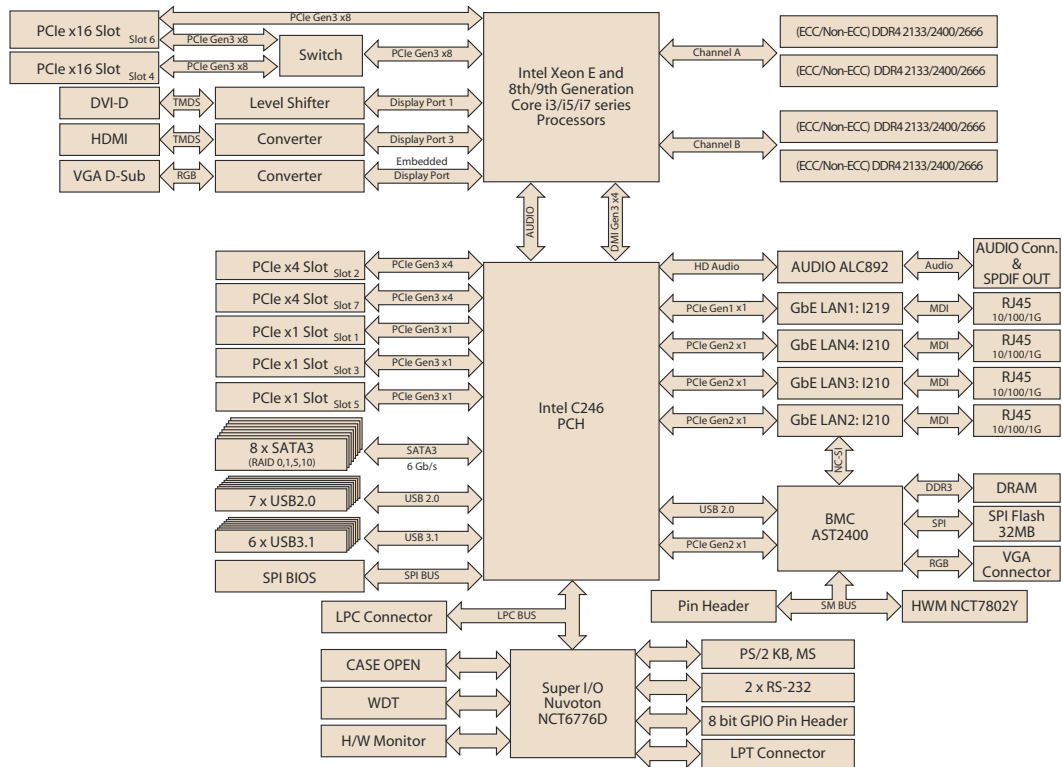 PCIe Gen3 x8
PCIe x16 Slot
Slot 6
PCIe Gen3 x8
Switch
PCIe Gen3 x8
PCIe x16 Slot
Slot 4
PCIe Gen3 x8
DVI-D
TMDS
Level Shifter
Display Port 1
HDMI
TMDS
Converter
Display Port 3
VGA D-Sub
RGB
Converter
Embedded
Display Port
Intel Xeon E and
8th/9th Generation
Core i3/i5/i7 series
Processors
Channel A
(ECC/Non-ECC) DDR4 2133/2400/2666
(ECC/Non-ECC) DDR4 2133/2400/2666
Channel B
(ECC/Non-ECC) DDR4 2133/2400/2666
(ECC/Non-ECC) DDR4 2133/2400/2666
AUDIO
DMI Gen3 x4
PCIe x4 Slot
Slot 2
PCIe Gen3 x4
PCIe x4 Slot
Slot 7
PCIe Gen3 x4
PCIe x1 Slot
Slot 1
PCIe Gen3 x1
PCIe x1 Slot
Slot 3
PCIe Gen3 x1
PCIe x1 Slot
Slot 5
PCIe Gen3 x1
8 x SATA3
(RAID 0,1,5,10)
SATA3
6 Gb/s
7 x USB2.0
USB 2.0
6 x USB3.1
USB 3.1
SPI BIOS
SPI BUS
Intel C246
PCH
HD Audio
AUDIO ALC892
Audio
AUDIO Conn.
&
SPDIF OUT
PCIe Gen1 x1
GbE LAN1: I219
MDI
RJ45
10/100/1G
PCIe Gen2 x1
GbE LAN4: I210
MDI
RJ45
10/100/1G
PCIe Gen2 x1
GbE LAN3: I210
MDI
RJ45
10/100/1G
PCIe Gen2 x1
GbE LAN2: I210
MDI
RJ45
10/100/1G
NC-SI
USB 2.0
PCIe Gen2 x1
BMC
AST2400
DDR3
DRAM
SPI
SPI Flash
32MB
RGB
VGA
Connector
Pin Header
SM BUS
HWM NCT7802Y
LPC Connector
LPC BUS
CASE OPEN
WDT
H/W Monitor
Super I/O
Nuvoton
NCT6776D
PS/2 KB, MS
2 x RS-232
8 bit GPIO Pin Header
LPT Connector